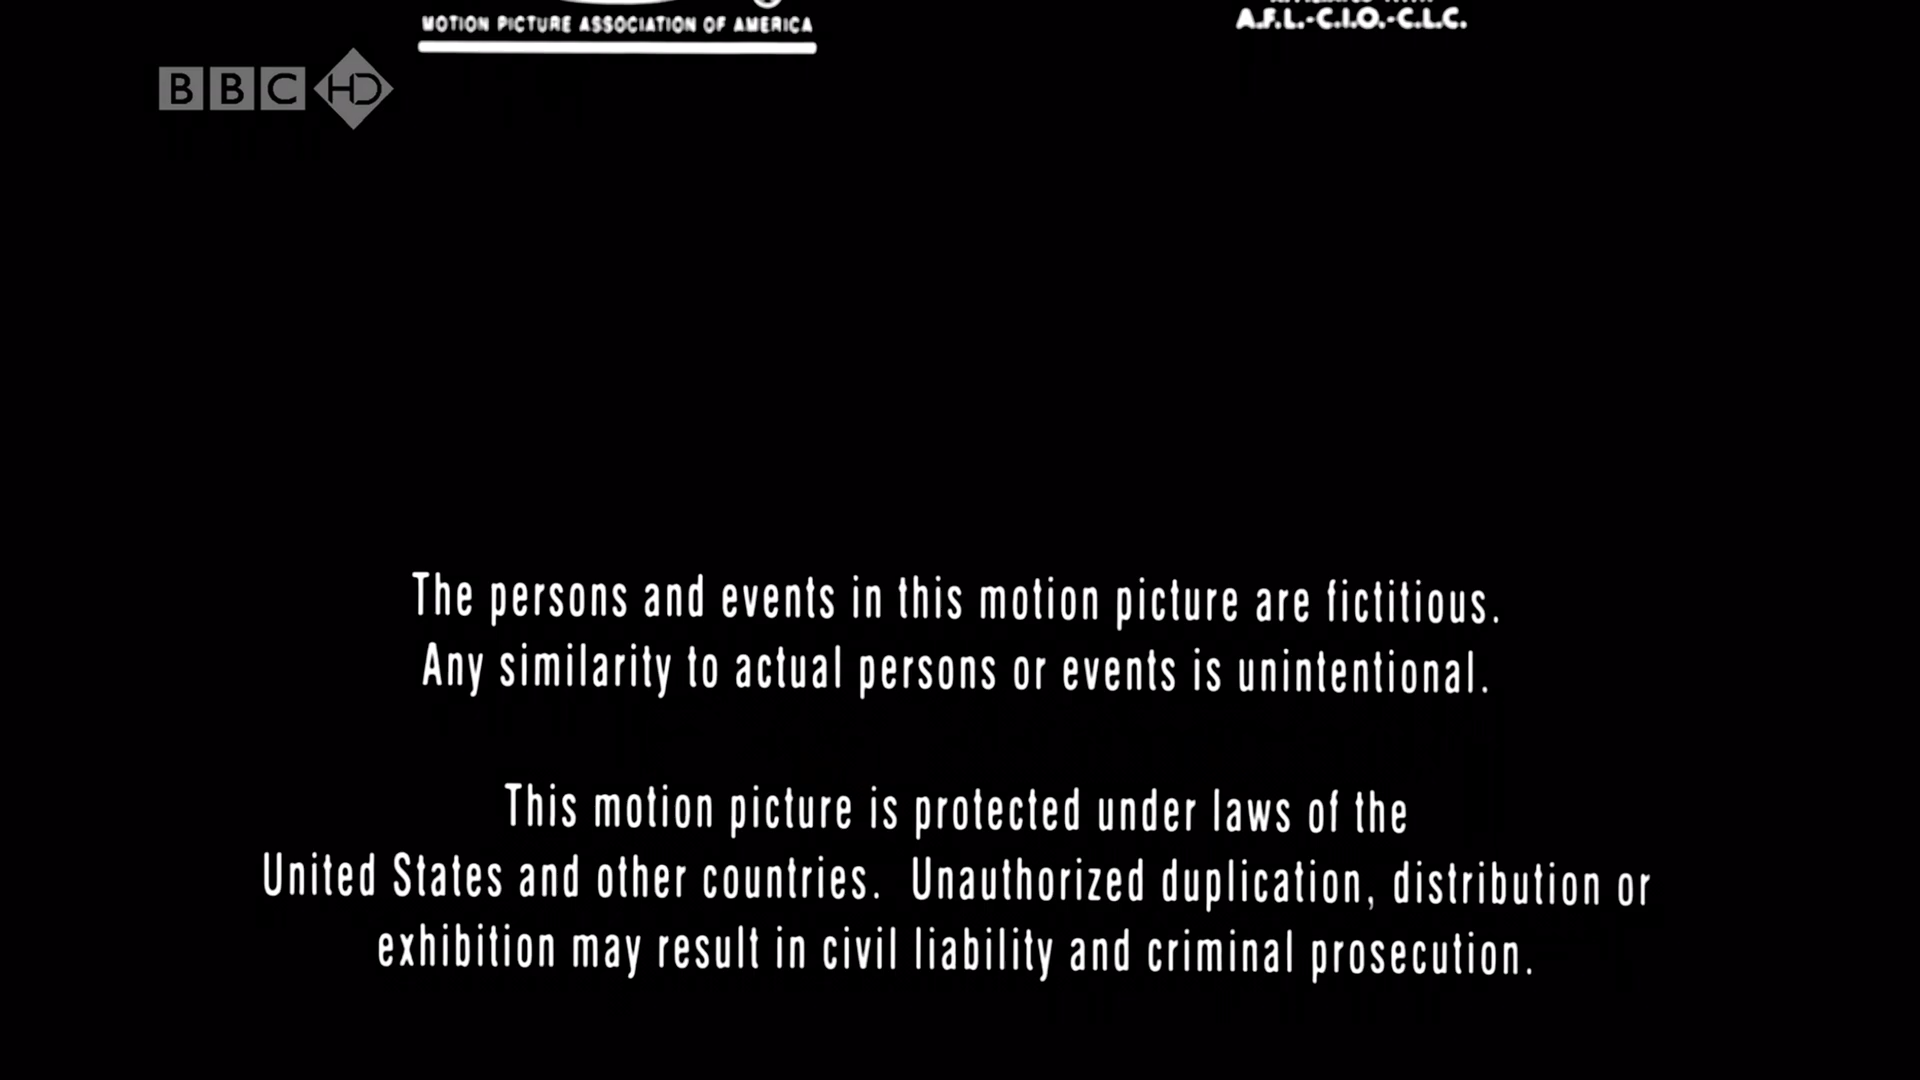 MOTION PICTURE ASSOCIATION OF AMERICA
A.F.L.-C.I.O.-C.L.C.
BBC HD
The persons and events in this motion picture are fictitious.
Any similarity to actual persons or events is unintentional.
This motion picture is protected under laws of the
United States and other countries. Unauthorized duplication, distribution or
exhibition may result in civil liability and criminal prosecution.